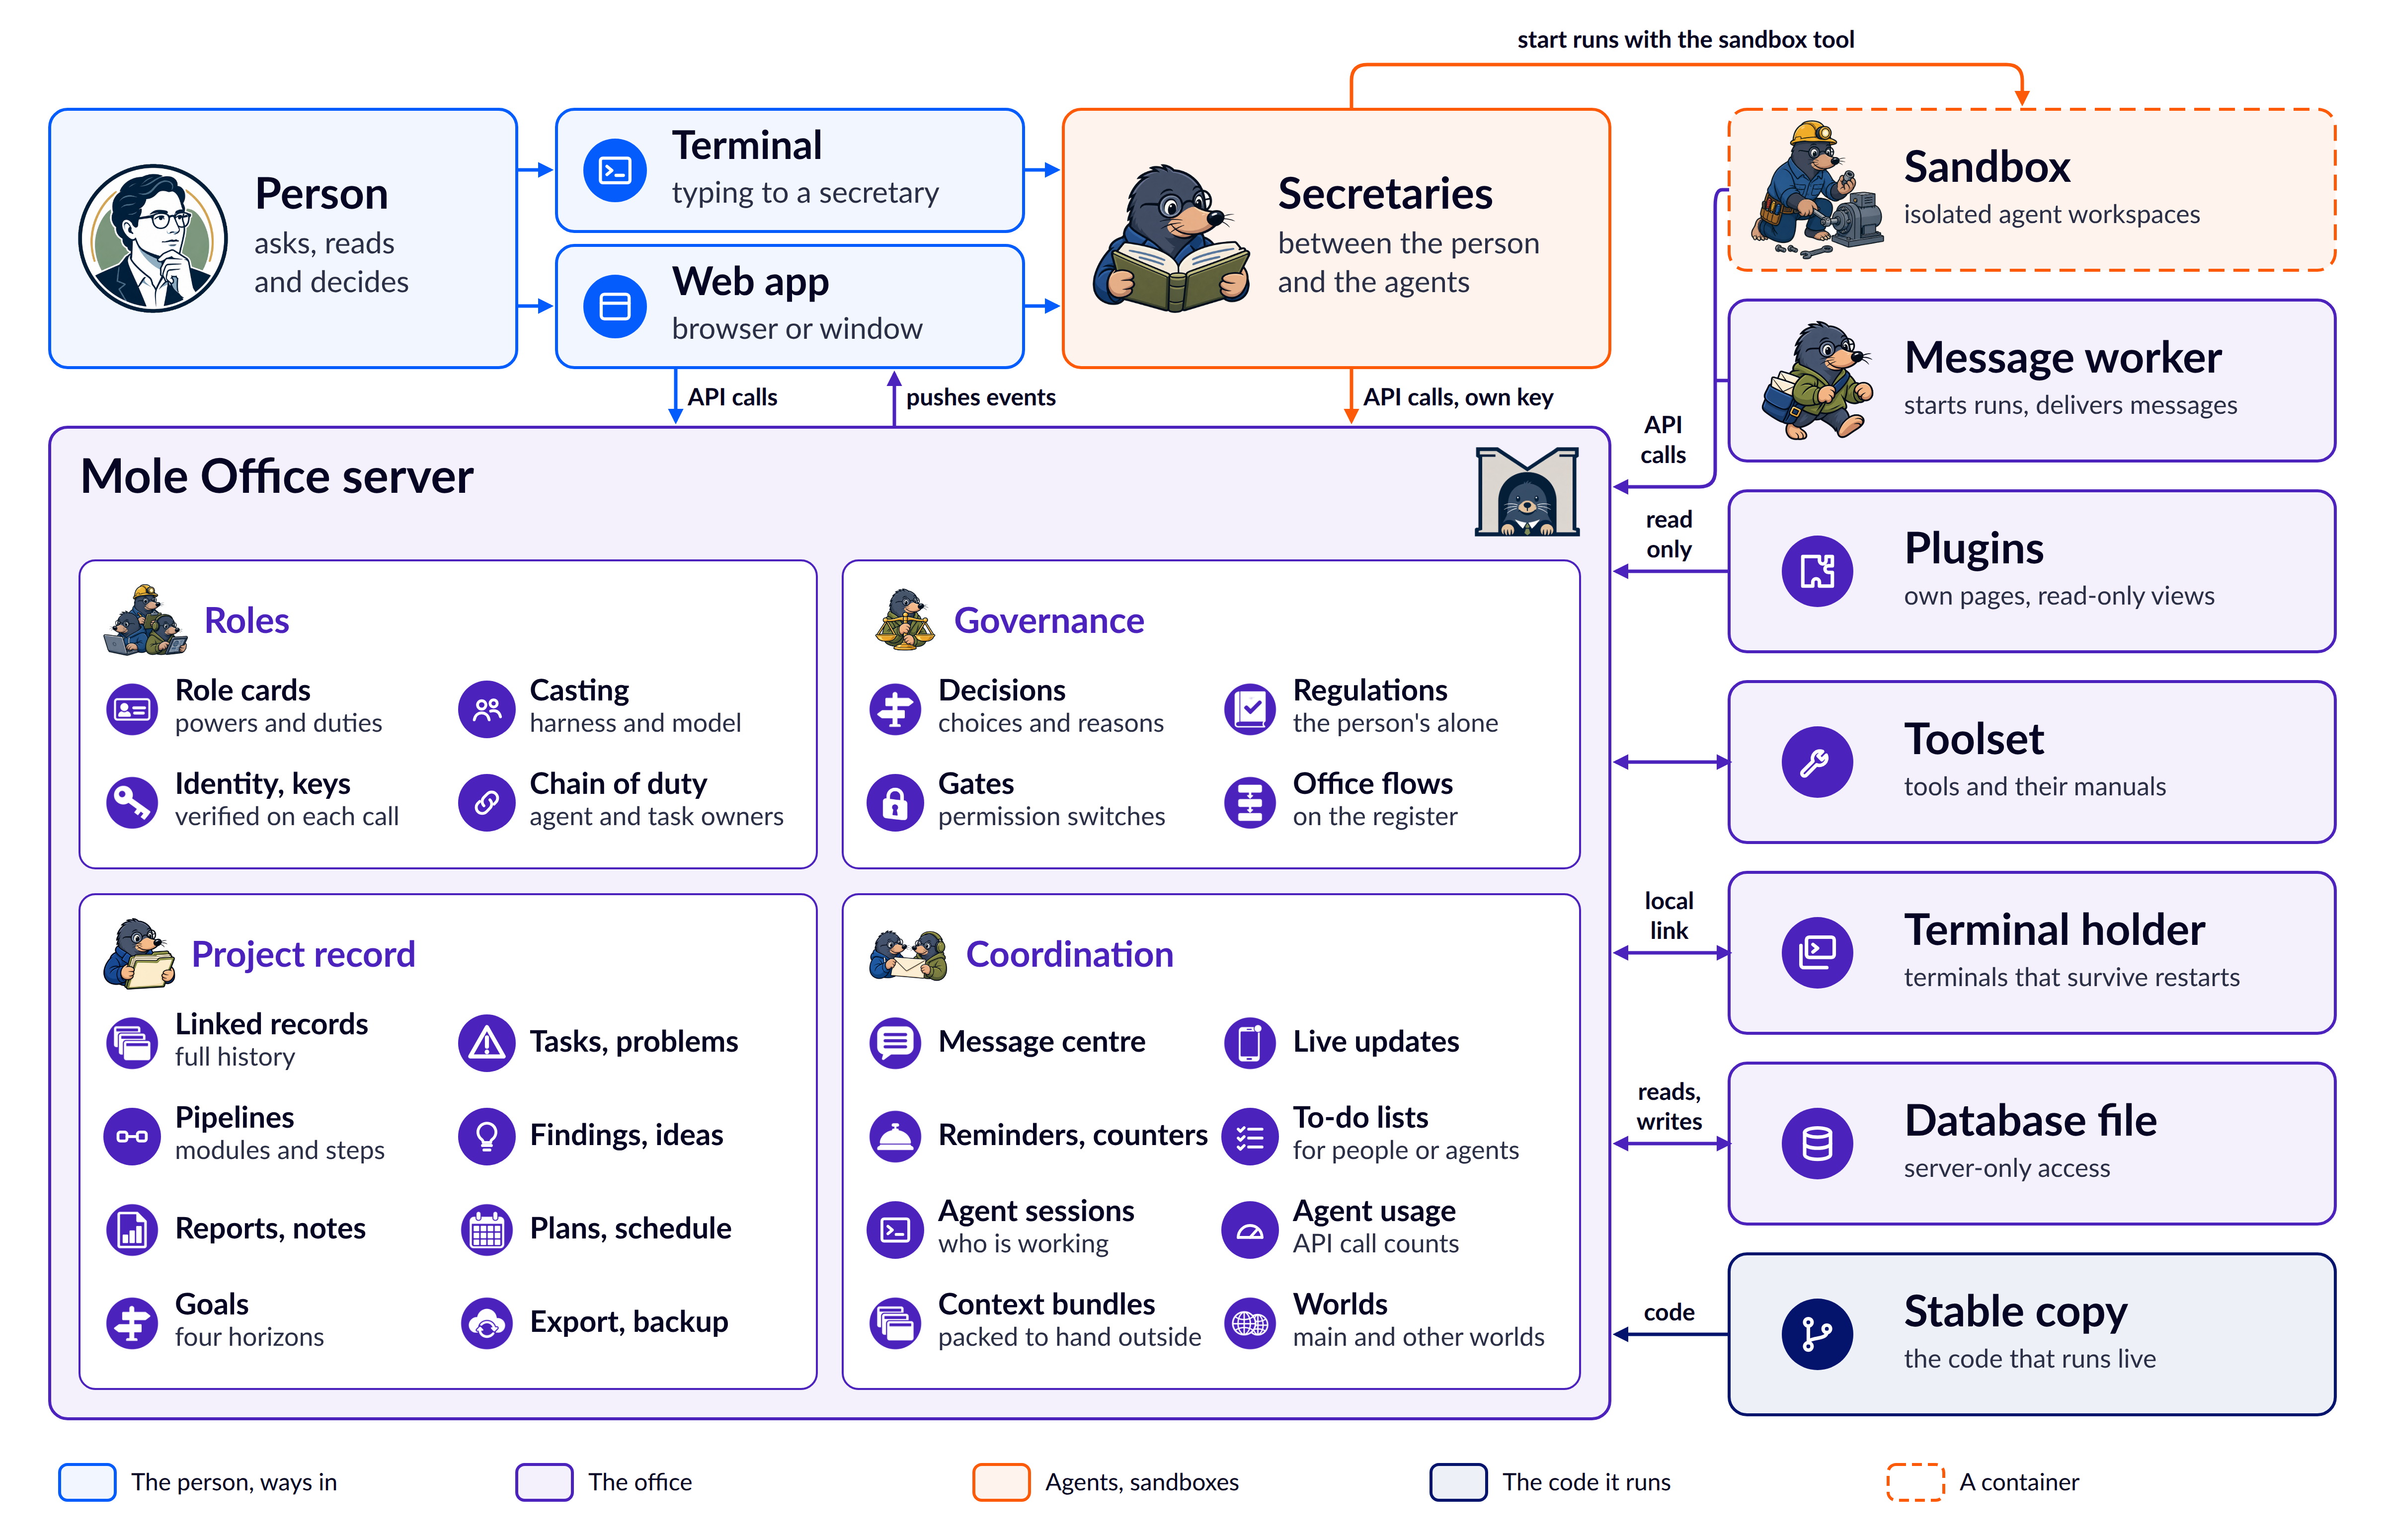 start runs with the sandbox tool
Person
asks, reads
and decides
Terminal
typing to a secretary
Web app
browser or window
Secretaries
between the person
and the agents
Sandbox
isolated agent workspaces
Message worker
starts runs, delivers messages
API calls
pushes events
API calls, own key
API
calls
Mole Office server
read
only
Plugins
own pages, read-only views
Roles
Role cards
powers and duties
Casting
harness and model
Identity, keys
verified on each call
Chain of duty
agent and task owners
Governance
Decisions
choices and reasons
Regulations
the person's alone
Gates
permission switches
Office flows
on the register
Toolset
tools and their manuals
Project record
Linked records
full history
Tasks, problems
Pipelines
modules and steps
Findings, ideas
Reports, notes
Plans, schedule
Goals
four horizons
Export, backup
Coordination
Message centre
Live updates
Reminders, counters
To-do lists
for people or agents
Agent sessions
who is working
Agent usage
API call counts
Context bundles
packed to hand outside
Worlds
main and other worlds
local
link
Terminal holder
terminals that survive restarts
reads,
writes
Database file
server-only access
code
Stable copy
the code that runs live
The person, ways in
The office
Agents, sandboxes
The code it runs
A container